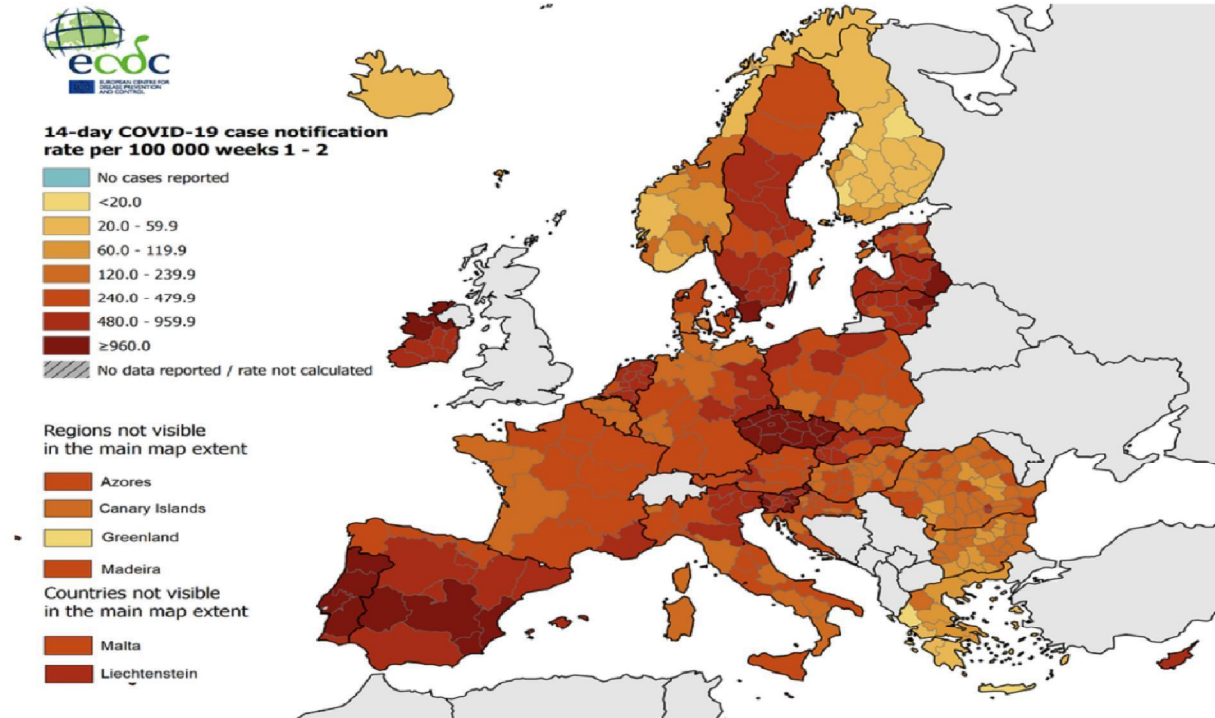 ecdc
EUROPEAN CENTRE FOR
DISEASE PREVENTION
AND CONTROL
14-day COVID-19 case notification
rate per 100 000 weeks 1 - 2
No cases reported
<20.0
20.0 - 59.9
60.0 - 119.9
120.0 - 239.9
240.0 - 479.9
480.0 - 959.9
≥960.0
No data reported / rate not calculated
Regions not visible
in the main map extent
Azores
Canary Islands
Greenland
Madeira
Countries not visible
in the main map extent
Malta
Liechtenstein